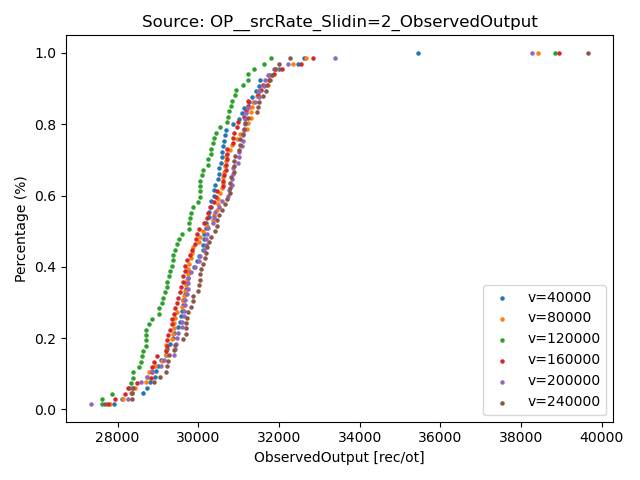 Source: OP__srcRate_Slidin=2_ObservedOutput
1.0
0.8
0.6
0.4
0.2
0.0
Percentage (%)
v=40000
v=80000
v=120000
v=160000
v=200000
v=240000
28000 30000 32000 34000 36000 38000 40000
ObservedOutput [rec/ot]